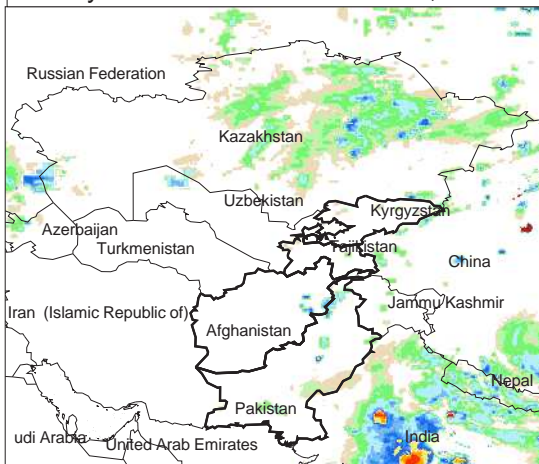 Russian Federation
Kazakhstan
Uzbekistan
Kyrgyzstan
Azerbaijan
Turkmenistan
Tajikistan
China
Iran (Islamic Republic of)
Jammu/Kashmir
Afghanistan
Nepal
Pakistan
udi Arabia
United Arab Emirates
India